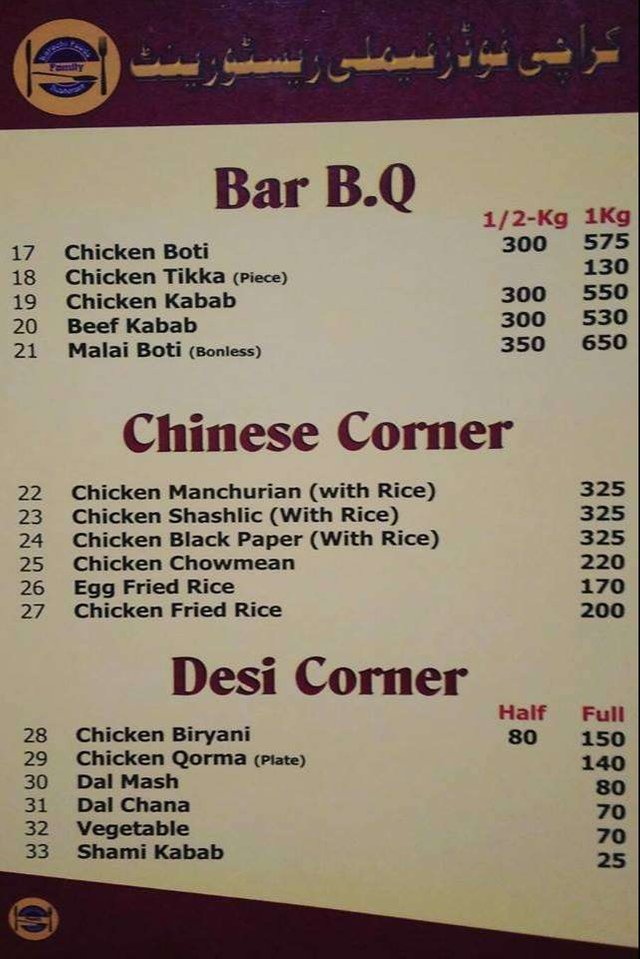 کراچی فوڈز فیملی ریسٹورینٹ
Karachi Foods
Family
Bar B.Q
1/2-Kg 1Kg
17 Chicken Boti 300 575
18 Chicken Tikka (Piece) 130
19 Chicken Kabab 300 550
20 Beef Kabab 300 530
21 Malai Boti (Bonless) 350 650
Chinese Corner
22 Chicken Manchurian (with Rice) 325
23 Chicken Shashlic (With Rice) 325
24 Chicken Black Paper (With Rice) 325
25 Chicken Chowmean 220
26 Egg Fried Rice 170
27 Chicken Fried Rice 200
Desi Corner
Half Full
28 Chicken Biryani 80 150
29 Chicken Qorma (Plate) 140
30 Dal Mash 80
31 Dal Chana 70
32 Vegetable 70
33 Shami Kabab 25